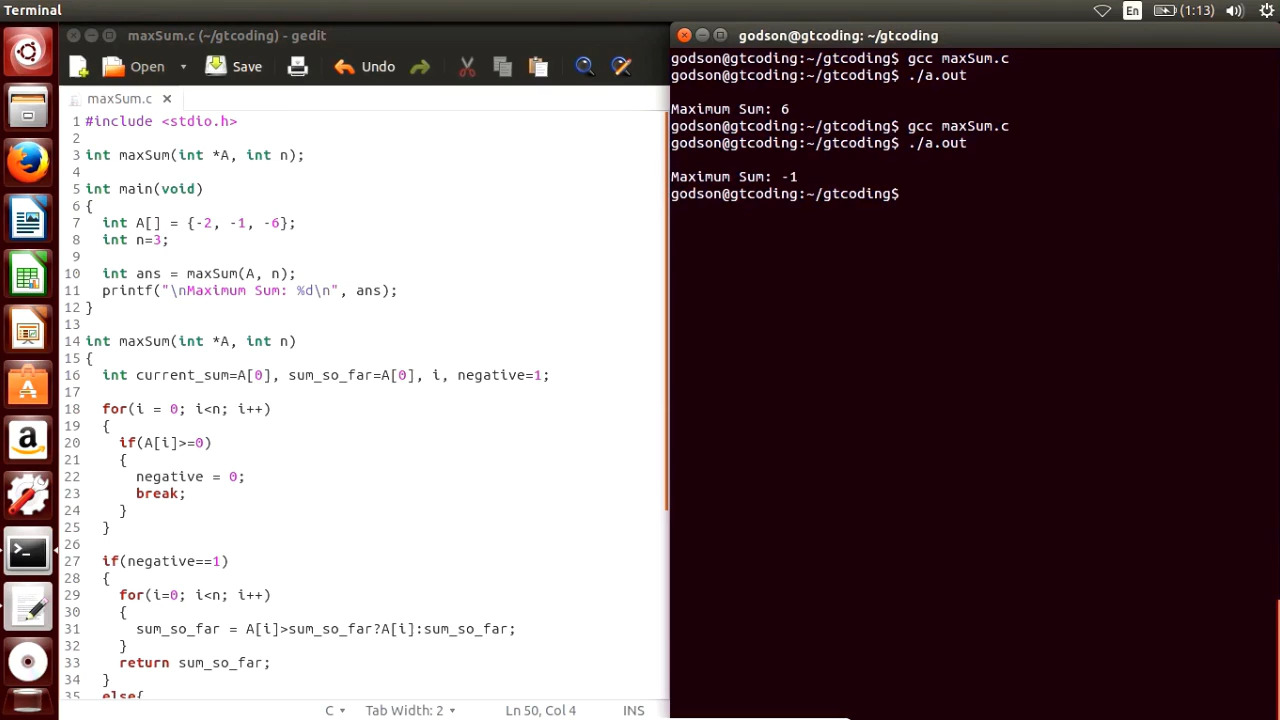 Terminal
En
(1:13)
maxSum.c (~/gtcoding) - gedit
Open
Save
Undo
maxSum.c
1 #include <stdio.h>
2
3 int maxSum(int *A, int n);
4
5 int main(void)
6 {
7 int A[] = {-2, -1, -6};
8 int n=3;
9
10 int ans = maxSum(A, n);
11 printf("\nMaximum Sum: %d\n", ans);
12 }
13
14 int maxSum(int *A, int n)
15 {
16 int current_sum=A[0], sum_so_far=A[0], i, negative=1;
17
18 for(i = 0; i<n; i++)
19 {
20 if(A[i]>=0)
21 {
22 negative = 0;
23 break;
24 }
25 }
26
27 if(negative==1)
28 {
29 for(i=0; i<n; i++)
30 {
31 sum_so_far = A[i]>sum_so_far?A[i]:sum_so_far;
32 }
33 return sum_so_far;
34 }
35 else{
C
Tab Width: 2
Ln 50, Col 4
INS
godson@gtcoding: ~/gtcoding
godson@gtcoding:~/gtcoding$ gcc maxSum.c
godson@gtcoding:~/gtcoding$ ./a.out
Maximum Sum: 6
godson@gtcoding:~/gtcoding$ gcc maxSum.c
godson@gtcoding:~/gtcoding$ ./a.out
Maximum Sum: -1
godson@gtcoding:~/gtcoding$